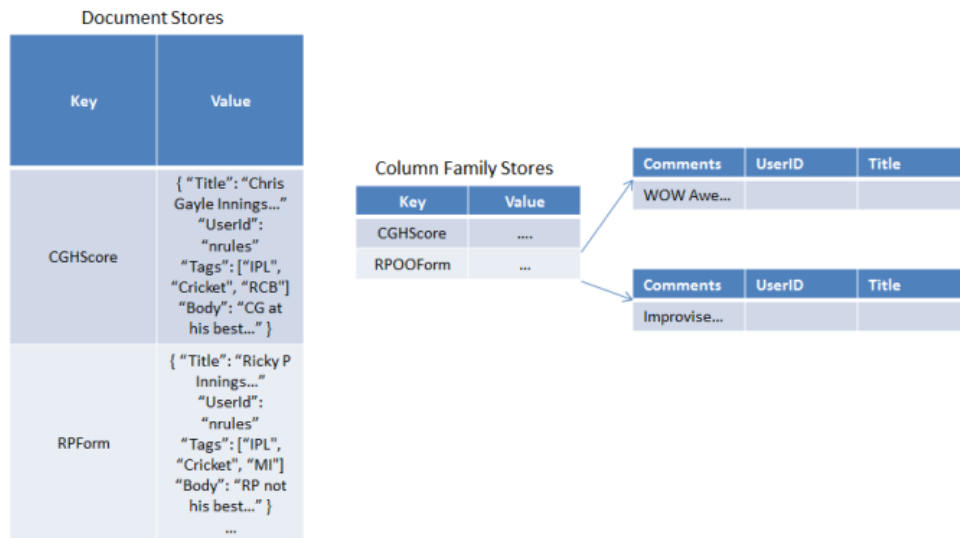 Document Stores
Key Value
CGHScore
{ “Title”: “Chris
Gayle Innings...”
“UserId”:
“nrules”
“Tags”: [“IPL",
“Cricket", “RCB”]
“Body”: “CG at
his best...” }
RPForm
{ “Title”: “Ricky P
Innings...”
“UserId”:
“nrules”
“Tags”: [“IPL",
“Cricket", “MI”]
“Body”: “RP not
his best...” }
...
Column Family Stores
Key Value
CGHScore ....
RPOOForm ...
Comments UserID Title
WOW Awe...
Comments UserID Title
Improvise...